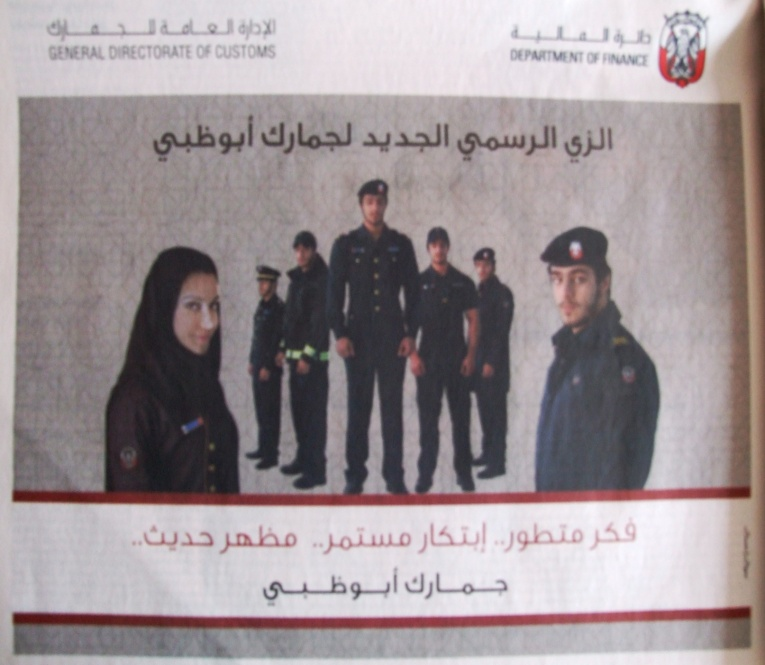 دائرة المالية
DEPARTMENT OF FINANCE
الإدارة العامة للجمارك
GENERAL DIRECTORATE OF CUSTOMS
الزي الرسمي الجديد لجمارك أبوظبي
فكر متطور.. إبتكار مستمر.. مظهر حديث..
جمارك أبوظبي